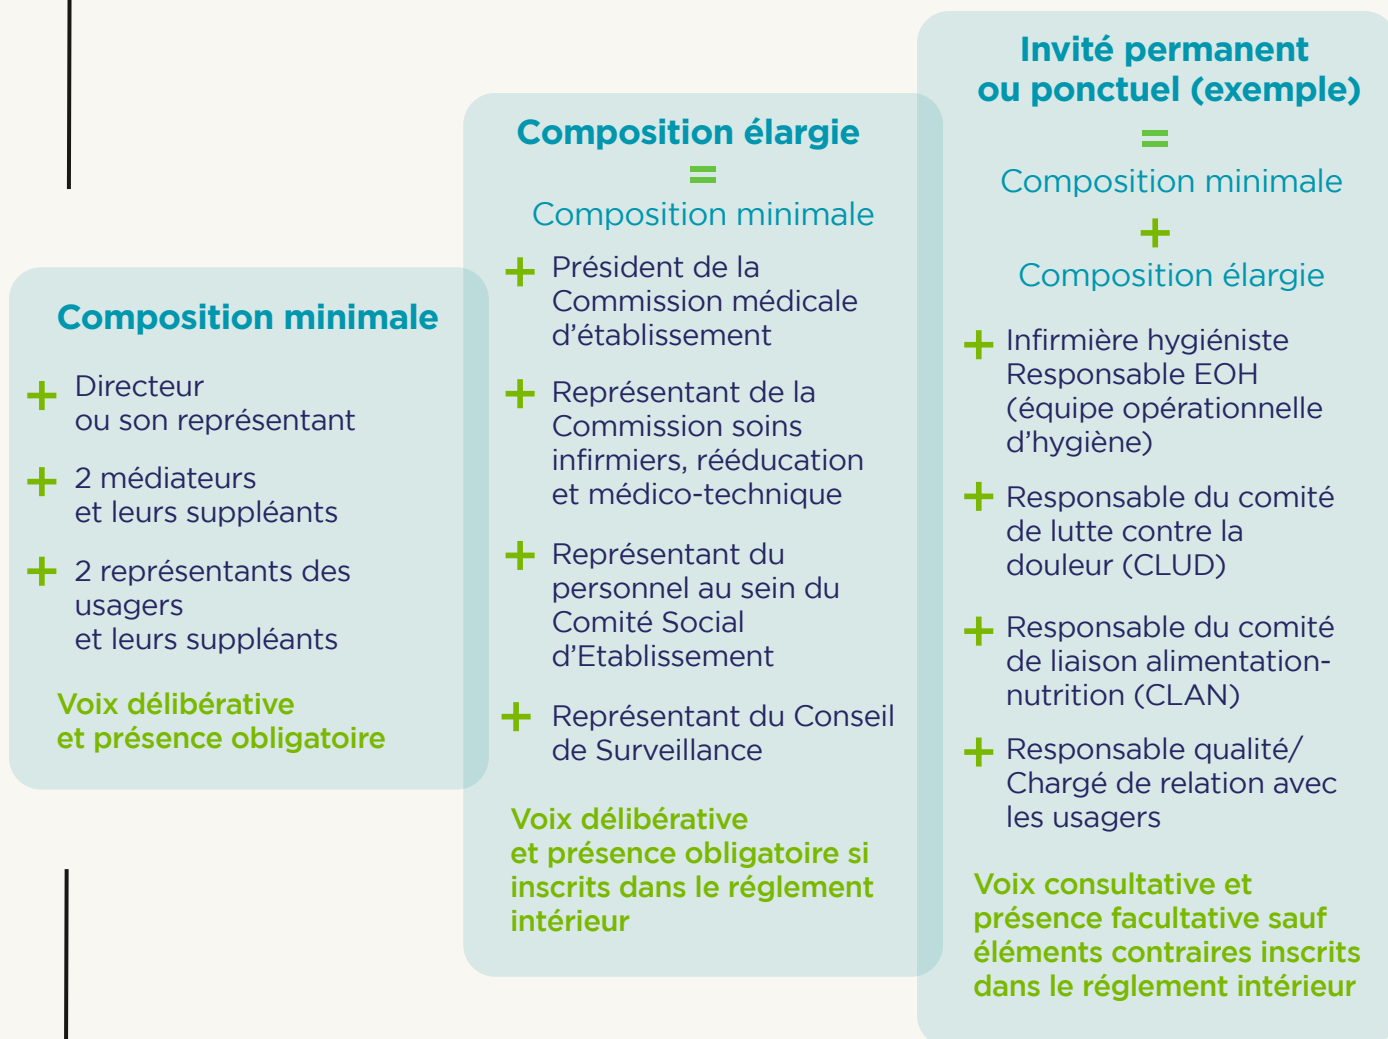 Composition minimale
+ Directeur
ou son représentant
+ 2 médiateurs
et leurs suppléants
+ 2 représentants des
usagers
et leurs suppléants
Voix délibérative
et présence obligatoire
Composition élargie
=
Composition minimale
+ Président de la
Commission médicale
d’établissement
+ Représentant de la
Commission soins
infirmiers, rééducation
et médico-technique
+ Représentant du
personnel au sein du
Comité Social
d’Etablissement
+ Représentant du Conseil
de Surveillance
Voix délibérative
et présence obligatoire si
inscrits dans le réglement
intérieur
Invité permanent
ou ponctuel (exemple)
=
Composition minimale
+
Composition élargie
+ Infirmière hygiéniste
Responsable EOH
(équipe opérationnelle
d’hygiène)
+ Responsable du comité
de lutte contre la
douleur (CLUD)
+ Responsable du comité
de liaison alimentation-
nutrition (CLAN)
+ Responsable qualité/
Chargé de relation avec
les usagers
Voix consultative et
présence facultative sauf
éléments contraires inscrits
dans le réglement intérieur